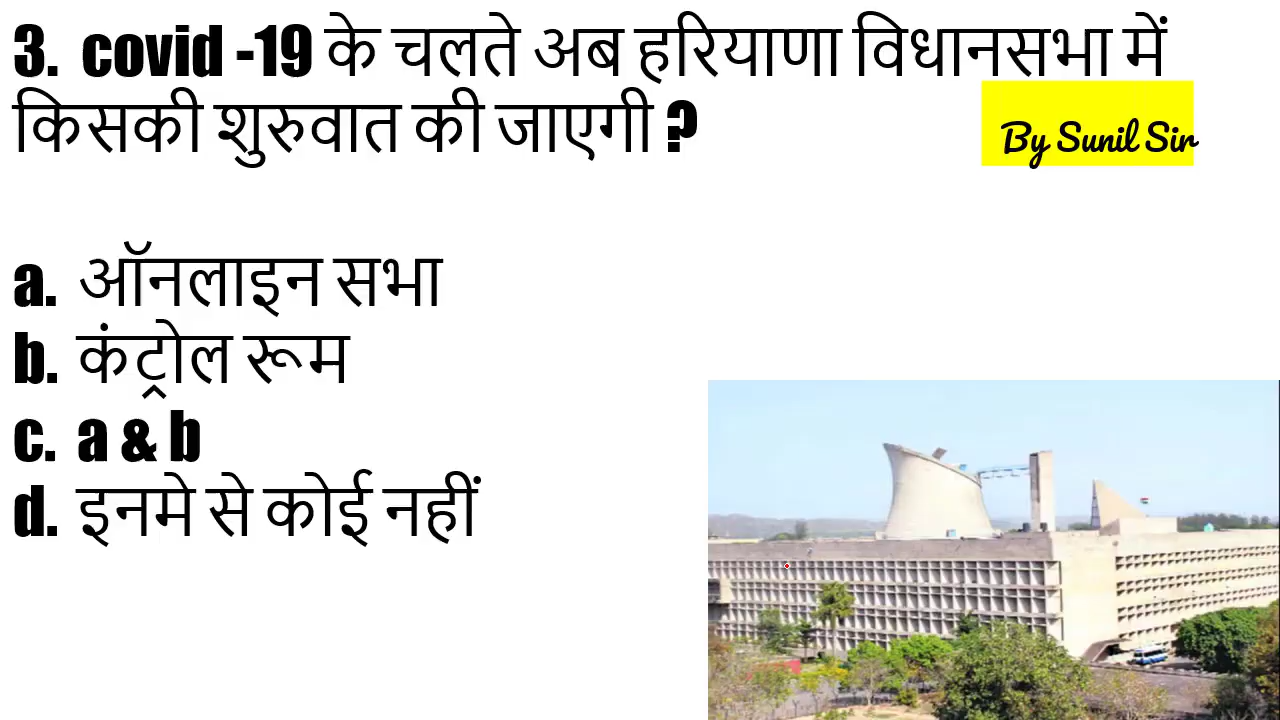 3. covid -19 के चलते अब हरियाणा विधानसभा में
किसकी शुरुवात की जाएगी ?
By Sunil Sir
a. ऑनलाइन सभा
b. कंट्रोल रूम
c. a & b
d. इनमे से कोई नहीं